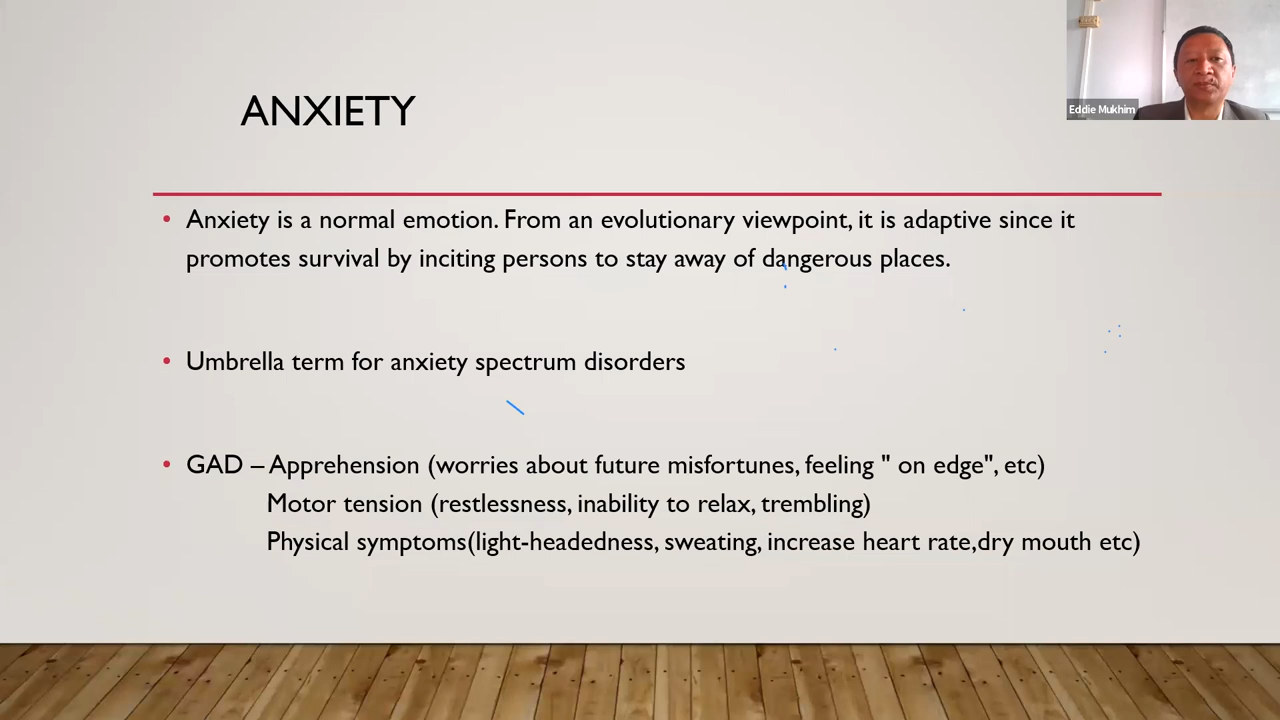 Eddie Mukhim
ANXIETY
• Anxiety is a normal emotion. From an evolutionary viewpoint, it is adaptive since it
promotes survival by inciting persons to stay away of dangerous places.
• Umbrella term for anxiety spectrum disorders
• GAD – Apprehension (worries about future misfortunes, feeling " on edge", etc)
Motor tension (restlessness, inability to relax, trembling)
Physical symptoms(light-headedness, sweating, increase heart rate,dry mouth etc)